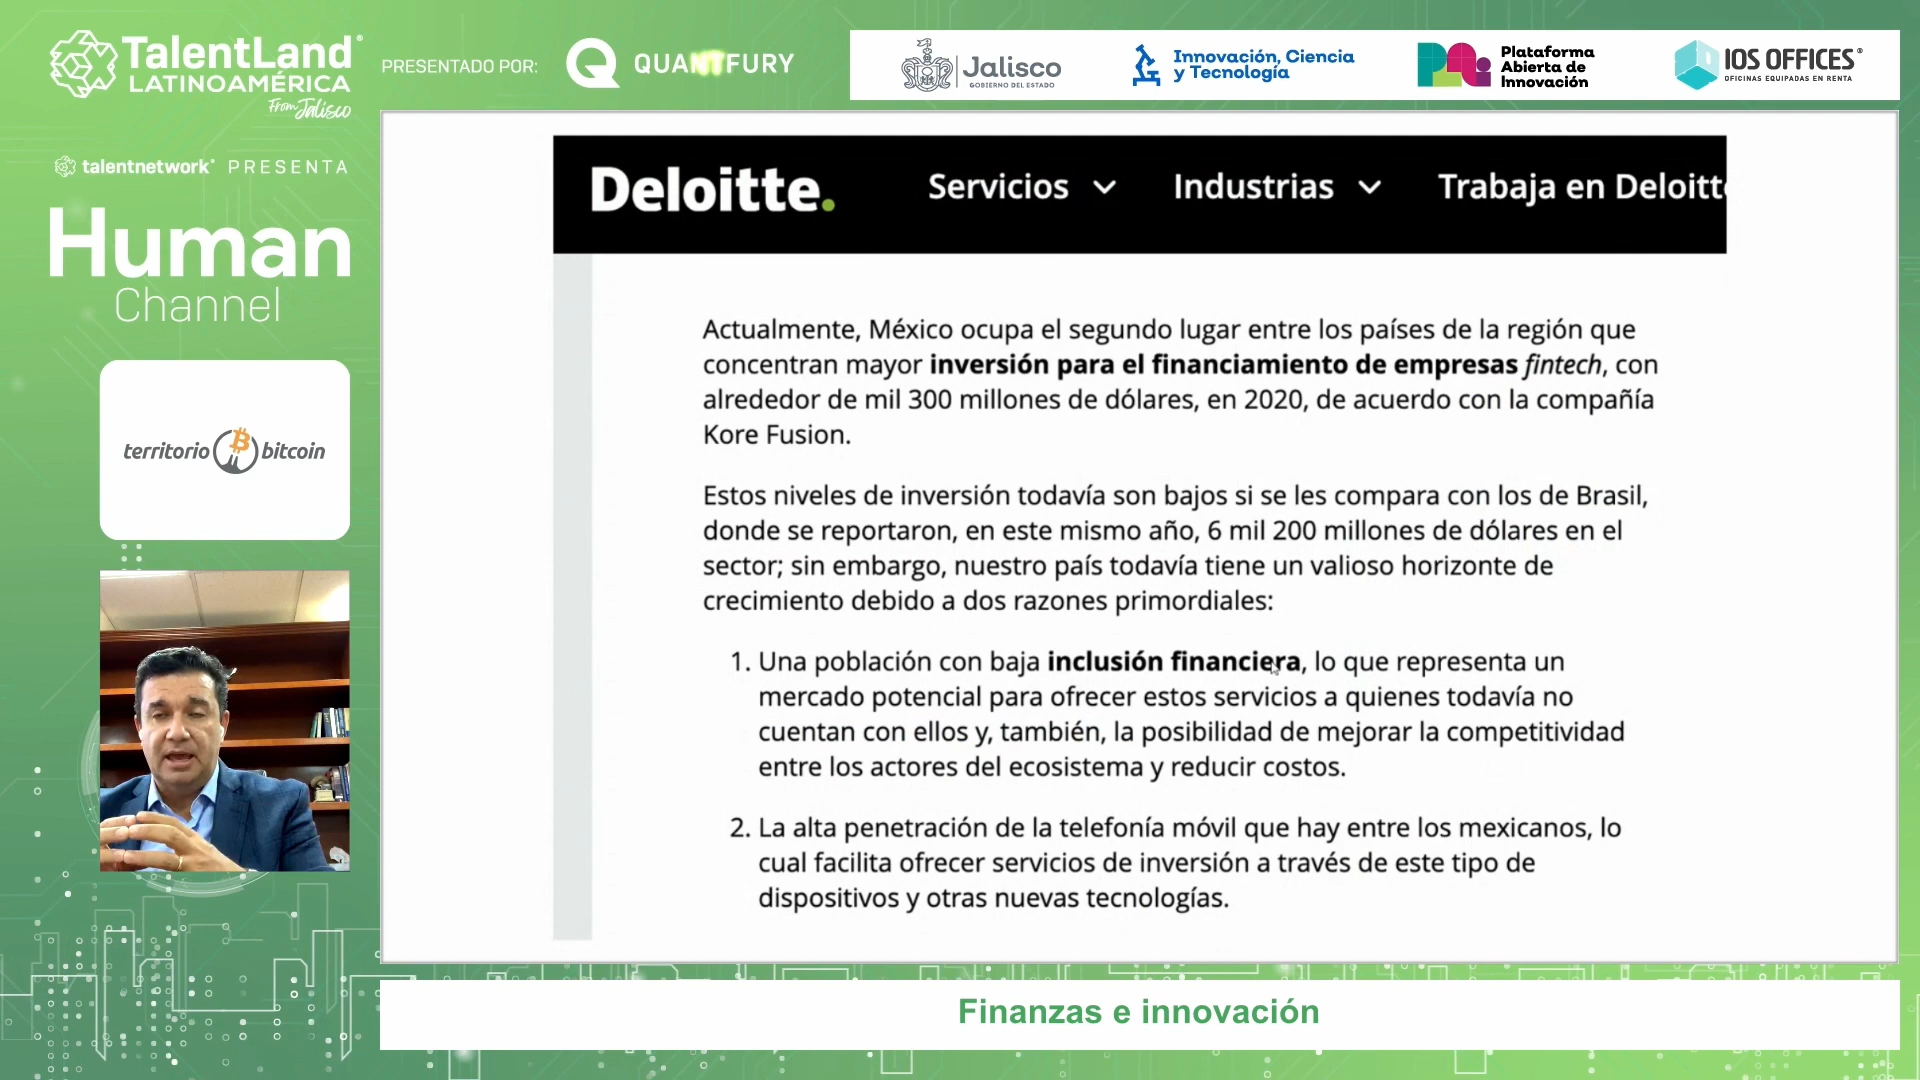 TalentLand®
LATINOAMÉRICA
From Jalisco
PRESENTADO POR:
QUANTFURY
Jalisco
GOBIERNO DEL ESTADO
Innovación, Ciencia
y Tecnología
Plataforma
Abierta de
Innovación
IOS OFFICES®
OFICINAS EQUIPADAS EN RENTA
talentnetwork® PRESENTA
Human
Channel
territorio bitcoin
Deloitte.
Servicios
Industrias
Trabaja en Deloitte
Actualmente, México ocupa el segundo lugar entre los países de la región que
concentran mayor inversión para el financiamiento de empresas fintech, con
alrededor de mil 300 millones de dólares, en 2020, de acuerdo con la compañía
Kore Fusion.
Estos niveles de inversión todavía son bajos si se les compara con los de Brasil,
donde se reportaron, en este mismo año, 6 mil 200 millones de dólares en el
sector; sin embargo, nuestro país todavía tiene un valioso horizonte de
crecimiento debido a dos razones primordiales:
1. Una población con baja inclusión financiera, lo que representa un
mercado potencial para ofrecer estos servicios a quienes todavía no
cuentan con ellos y, también, la posibilidad de mejorar la competitividad
entre los actores del ecosistema y reducir costos.
2. La alta penetración de la telefonía móvil que hay entre los mexicanos, lo
cual facilita ofrecer servicios de inversión a través de este tipo de
dispositivos y otras nuevas tecnologías.
Finanzas e innovación